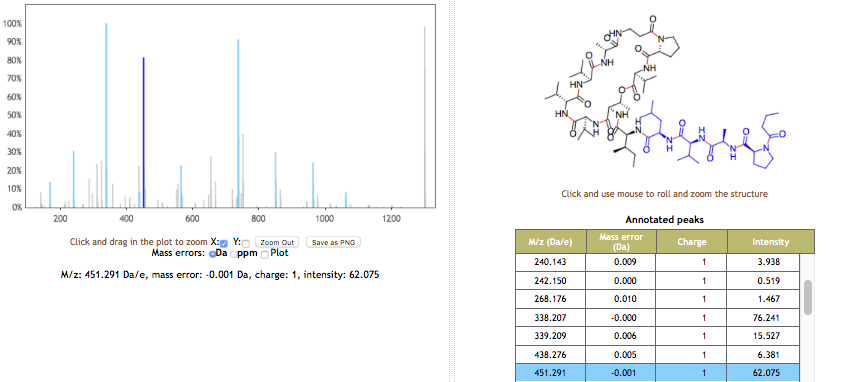 100%
90%
80%
70%
60%
50%
40%
30%
20%
10%
0%
200 400 600 800 1000 1200
Click and drag in the plot to zoom X: Y: Zoom Out Save as PNG
Mass errors: Da ppm Plot
M/z: 451.291 Da/e, mass error: -0.001 Da, charge: 1, intensity: 62.075
Click and use mouse to roll and zoom the structure
Annotated peaks
M/z (Da/e) Mass error (Da) Charge Intensity
240.143 0.009 1 3.938
242.150 0.000 1 0.519
268.176 0.010 1 1.467
338.207 -0.000 1 76.241
339.209 0.006 1 15.527
438.276 0.005 1 6.381
451.291 -0.001 1 62.075